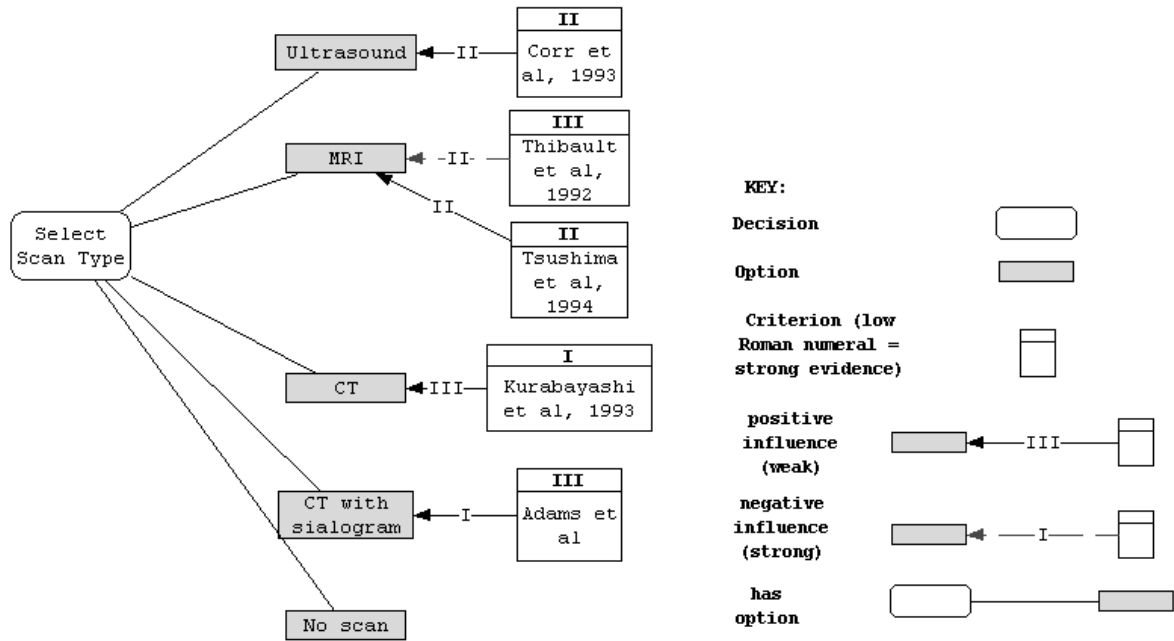 II
Ultrasound
II
Corr et
al, 1993
III
MRI
II
Thibault
et al,
1992
II
Select
Scan Type
II
Tsushima
et al,
1994
I
CT
III
Kurabayashi
et al, 1993
III
CT with
sialogram
I
Adams et
al
No scan
KEY:
Decision
Option
Criterion (low
Roman numeral =
strong evidence)
positive
influence
(weak)
III
negative
influence
(strong)
I
has
option